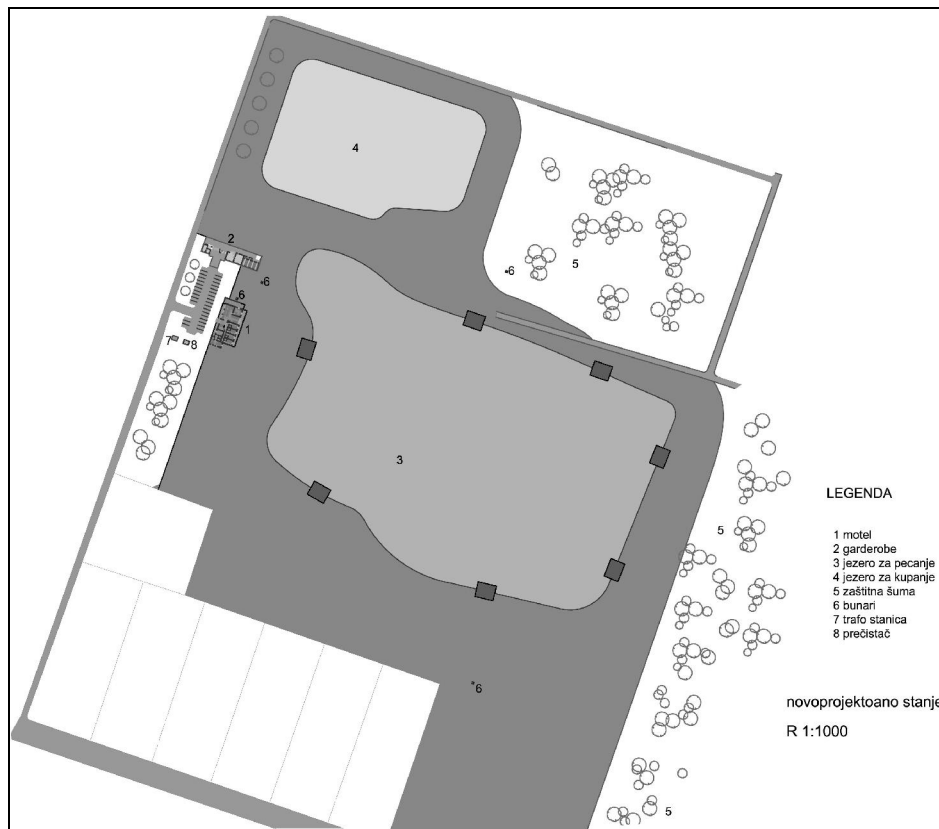 4
2
5
6
6
6
1
7
8
3
5
6
5
LEGENDA
1 motel
2 garderobe
3 jezero za pecanje
4 jezero za kupanje
5 zaštitna šuma
6 bunari
7 trafo stanica
8 prečistač
novoprojektoano stanje
R 1:1000